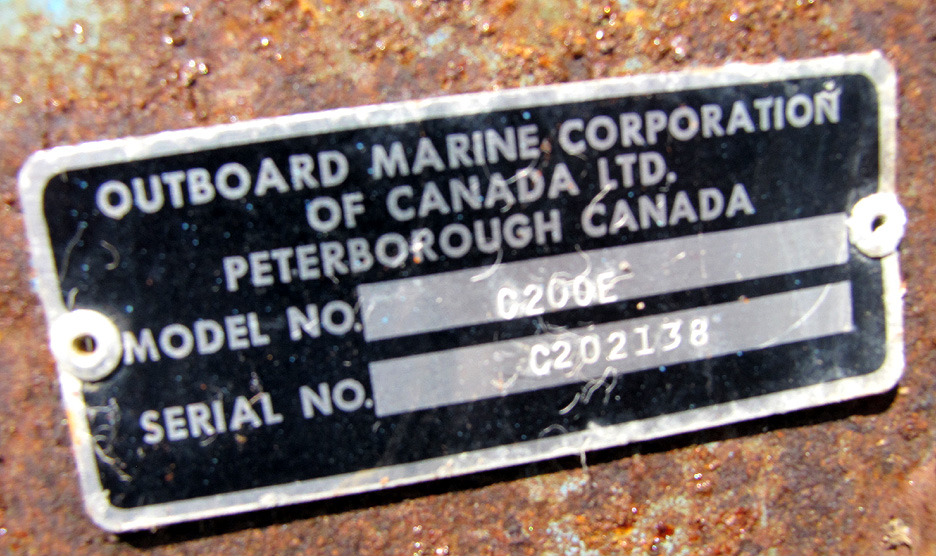 OUTBOARD MARINE CORPORATION
OF CANADA LTD.
PETERBOROUGH CANADA
MODEL NO. C200E
SERIAL NO. C202138